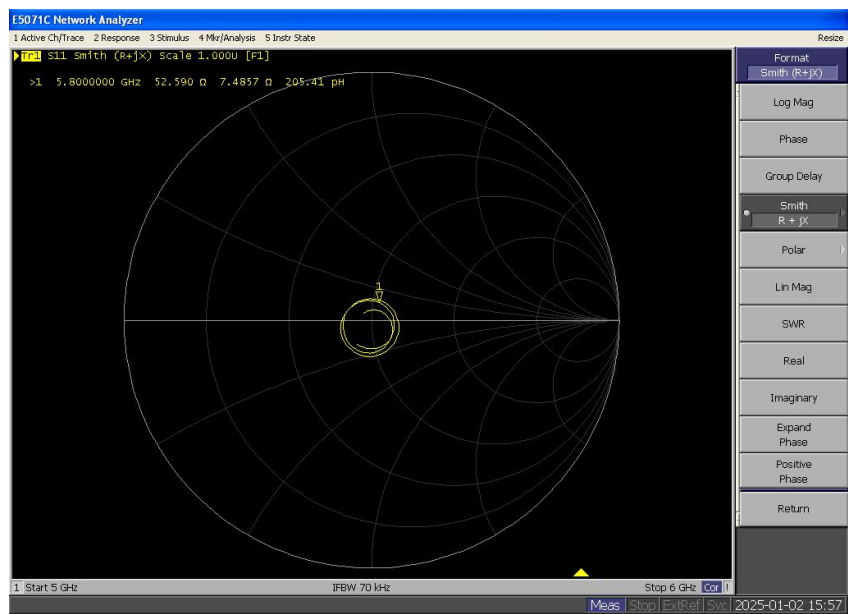 E5071C Network Analyzer
1 Active Ch/Trace 2 Response 3 Stimulus 4 Mkr/Analysis 5 Instr State
Resize
Tr1 S11 Smith (R+jX) Scale 1.000U [F1]
>1 5.8000000 GHz 52.590 Ω 7.4857 Ω 205.41 pH
1
Format
Smith (R+jX)
Log Mag
Phase
Group Delay
Smith
R + jX
Polar
Lin Mag
SWR
Real
Imaginary
Expand
Phase
Positive
Phase
Return
1 Start 5 GHz
IFBW 70 kHz
Stop 6 GHz
Cor
Meas Stop ExtRef Svc 2025-01-02 15:57